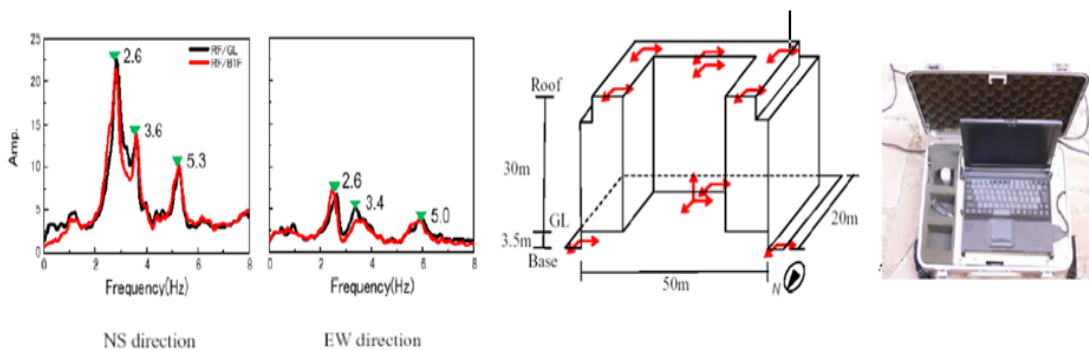 25
20
15
10
5
0
Amp.
RF/GL
RF/B1F
2.6
3.6
5.3
0 2 4 6 8
Frequency(Hz)
NS direction
2.6
3.4
5.0
0 2 4 6 8
Frequency(Hz)
EW direction
Roof
30m
GL
3.5m
Base
50m
20m
N